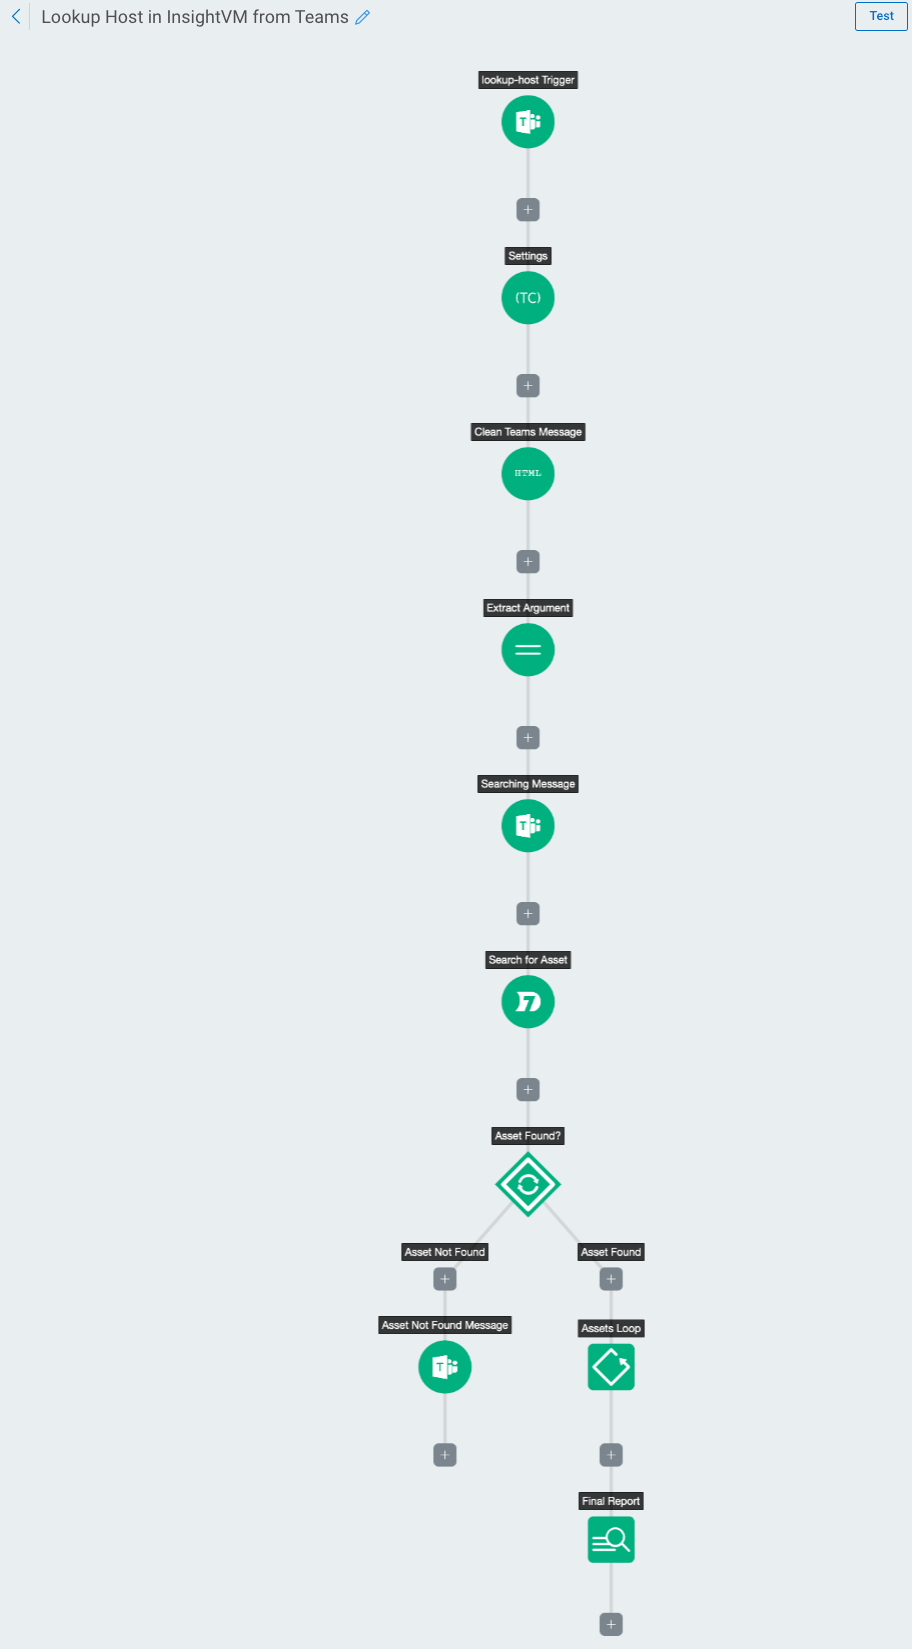 Lookup Host in InsightVM from Teams
Test
lookup-host Trigger
T
+
Settings
(TC)
+
Clean Teams Message
HTML
+
Extract Argument
+
Searching Message
T
+
Search for Asset
+
Asset Found?
Asset Not Found
Asset Found
+
+
Asset Not Found Message
Assets Loop
T
+
+
Final Report
+